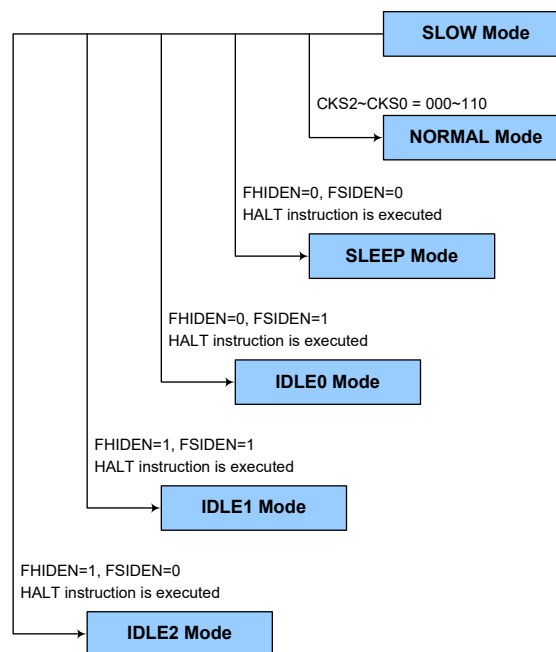 SLOW Mode
CKS2~CKS0 = 000~110
NORMAL Mode
FHIDEN=0, FSIDEN=0
HALT instruction is executed
SLEEP Mode
FHIDEN=0, FSIDEN=1
HALT instruction is executed
IDLE0 Mode
FHIDEN=1, FSIDEN=1
HALT instruction is executed
IDLE1 Mode
FHIDEN=1, FSIDEN=0
HALT instruction is executed
IDLE2 Mode